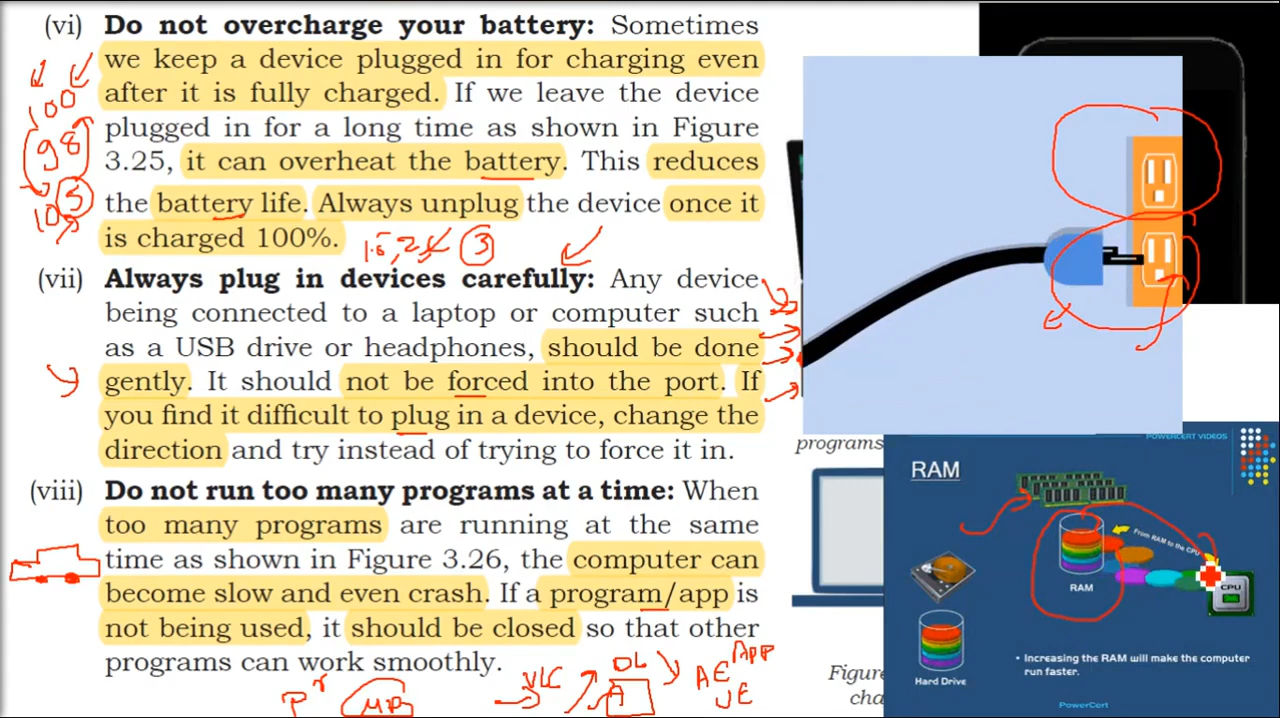 (vi) Do not overcharge your battery: Sometimes
we keep a device plugged in for charging even
after it is fully charged. If we leave the device
plugged in for a long time as shown in Figure
3.25, it can overheat the battery. This reduces
the battery life. Always unplug the device once it
is charged 100%.
(vii) Always plug in devices carefully: Any device
being connected to a laptop or computer such
as a USB drive or headphones, should be done
gently. It should not be forced into the port. If
you find it difficult to plug in a device, change the
direction and try instead of trying to force it in.
(viii) Do not run too many programs at a time: When
too many programs are running at the same
time as shown in Figure 3.26, the computer can
become slow and even crash. If a program/app is
not being used, it should be closed so that other
programs can work smoothly.
100
98
5
10
3
VLC
DL
A
AE APP
programs
Figure
cha
POWERCERT VIDEOS
RAM
From RAM to the CPU
RAM
CPU
Hard Drive
• Increasing the RAM will make the computer
run faster.
PowerCert